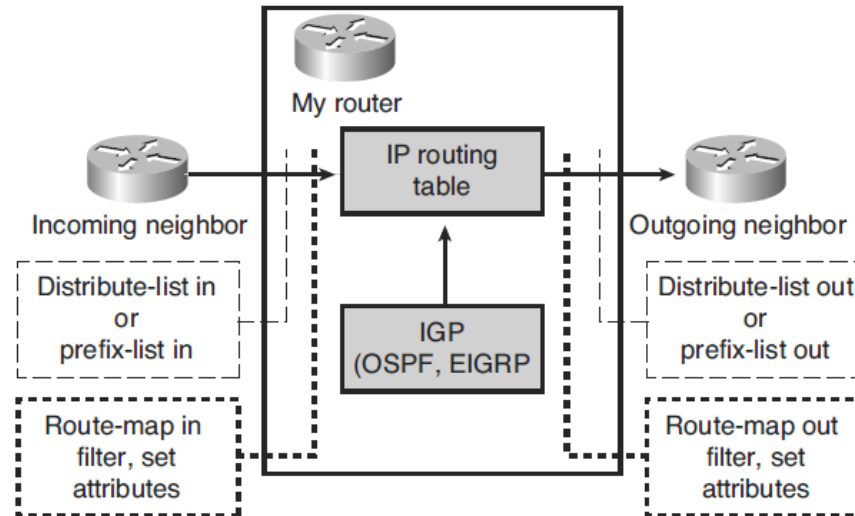 My router
IP routing
table
Incoming neighbor
Outgoing neighbor
Distribute-list in
or
prefix-list in
IGP
(OSPF, EIGRP
Distribute-list out
or
prefix-list out
Route-map in
filter, set
attributes
Route-map out
filter, set
attributes